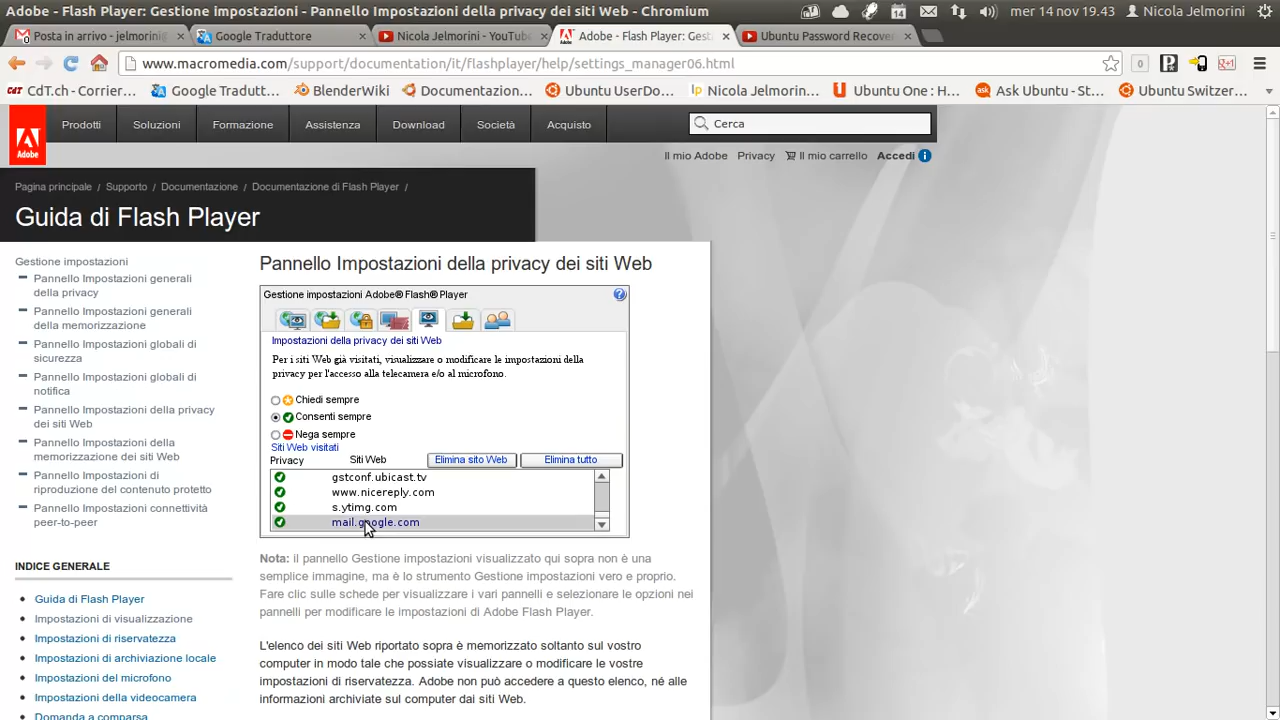 Adobe - Flash Player: Gestione impostazioni - Pannello Impostazioni della privacy dei siti Web - Chromium
14
mer 14 nov 19.43
Nicola Jelmorini
Posta in arrivo - jelmorini@
Google Traduttore
Nicola Jelmorini - YouTube
Adobe - Flash Player: Gest
Ubuntu Password Recove
www.macromedia.com/support/documentation/it/flashplayer/help/settings_manager06.html
0
CdT CdT.ch - Corrier...
Google Tradutt...
BlenderWiki
Documentazion...
Ubuntu UserDo...
lp Nicola Jelmorin...
Ubuntu One : H...
Ask Ubuntu - St...
Ubuntu Switzer...
Adobe
Prodotti
Soluzioni
Formazione
Assistenza
Download
Società
Acquisto
Cerca
Il mio Adobe
Privacy
Il mio carrello
Accedi
Pagina principale / Supporto / Documentazione / Documentazione di Flash Player /
Guida di Flash Player
Gestione impostazioni
Pannello Impostazioni generali
della privacy
Pannello Impostazioni generali
della memorizzazione
Pannello Impostazioni globali di
sicurezza
Pannello Impostazioni globali di
notifica
Pannello Impostazioni della privacy
dei siti Web
Pannello Impostazioni della
memorizzazione dei siti Web
Pannello Impostazioni di
riproduzione del contenuto protetto
Pannello Impostazioni connettività
peer-to-peer
INDICE GENERALE
Guida di Flash Player
Impostazioni di visualizzazione
Impostazioni di riservatezza
Impostazioni di archiviazione locale
Impostazioni del microfono
Impostazioni della videocamera
Domanda a comparsa
Pannello Impostazioni della privacy dei siti Web
Gestione impostazioni Adobe® Flash® Player
Impostazioni della privacy dei siti Web
Per i siti Web già visitati, visualizzare o modificare le impostazioni della
privacy per l'accesso alla telecamera e/o al microfono.
Chiedi sempre
Consenti sempre
Nega sempre
Siti Web visitati
Privacy
Siti Web
Elimina sito Web
Elimina tutto
gstconf.ubicast.tv
www.nicereply.com
s.ytimg.com
mail.google.com
Nota: il pannello Gestione impostazioni visualizzato qui sopra non è una
semplice immagine, ma è lo strumento Gestione impostazioni vero e proprio.
Fare clic sulle schede per visualizzare i vari pannelli e selezionare le opzioni nei
pannelli per modificare le impostazioni di Adobe Flash Player.
L'elenco dei siti Web riportato sopra è memorizzato soltanto sul vostro
computer in modo tale che possiate visualizzare o modificare le vostre
impostazioni di riservatezza. Adobe non può accedere a questo elenco, né alle
informazioni archiviate sul computer dai siti Web.